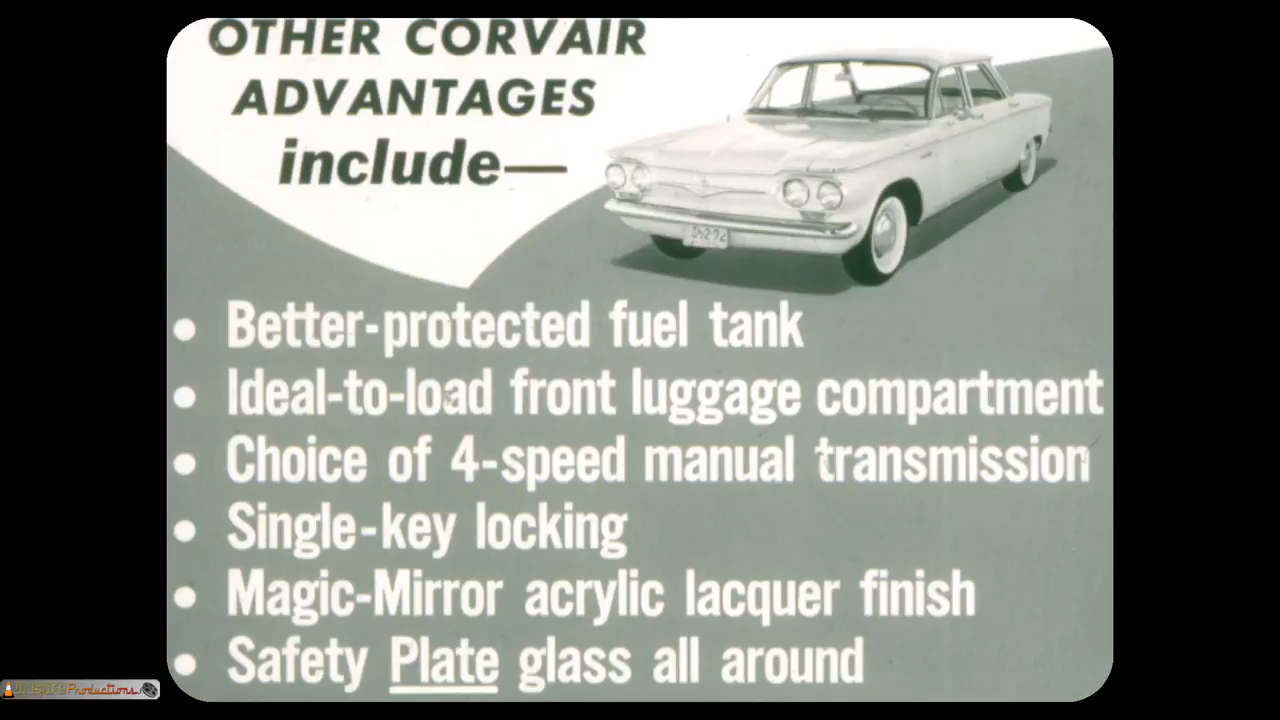 OTHER CORVAIR
ADVANTAGES
include—
• Better-protected fuel tank
• Ideal-to-load front luggage compartment
• Choice of 4-speed manual transmission
• Single-key locking
• Magic-Mirror acrylic lacquer finish
• Safety Plate glass all around
Productions